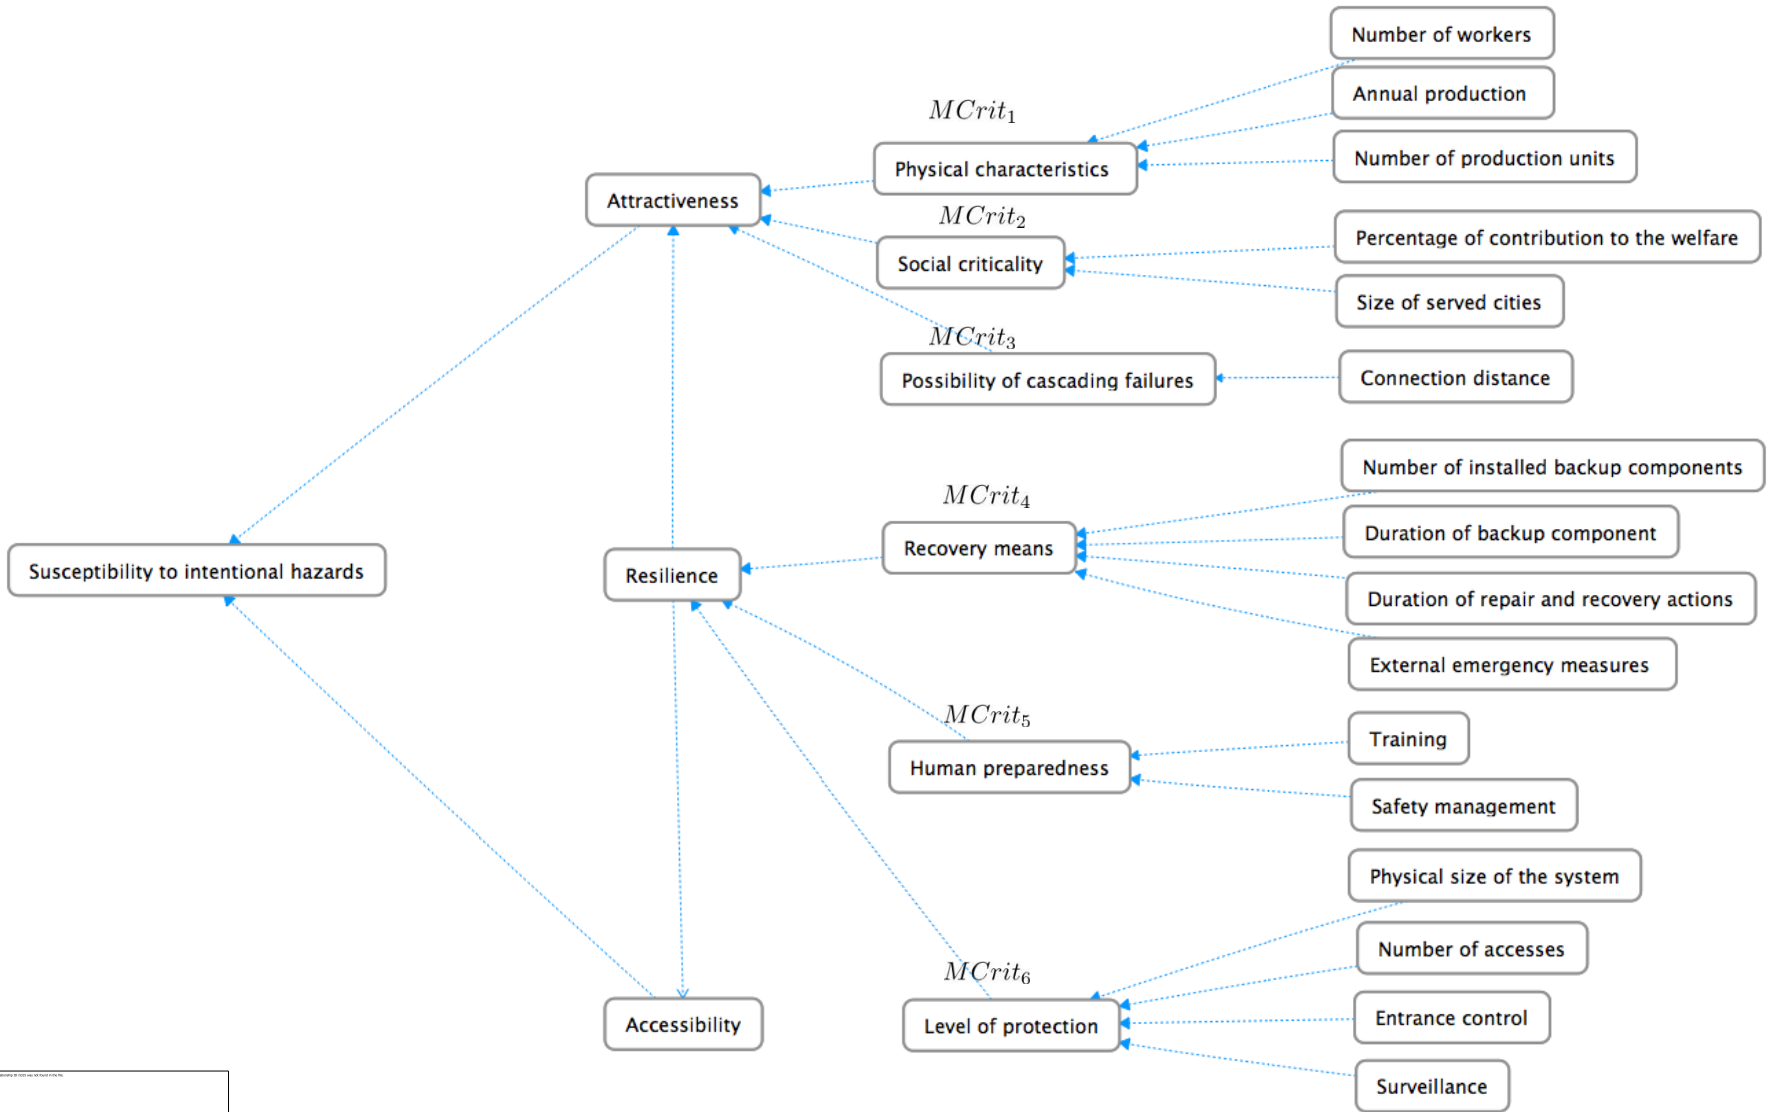 Number of workers
Annual production
MCrit₁
Number of production units
Physical characteristics
Attractiveness
MCrit₂
Percentage of contribution to the welfare
Social criticality
Size of served cities
MCrit₃
Possibility of cascading failures
Connection distance
Number of installed backup components
MCrit₄
Duration of backup component
Recovery means
Susceptibility to intentional hazards
Resilience
Duration of repair and recovery actions
External emergency measures
MCrit₅
Training
Human preparedness
Safety management
Physical size of the system
Number of accesses
MCrit₆
Entrance control
Accessibility
Level of protection
Surveillance